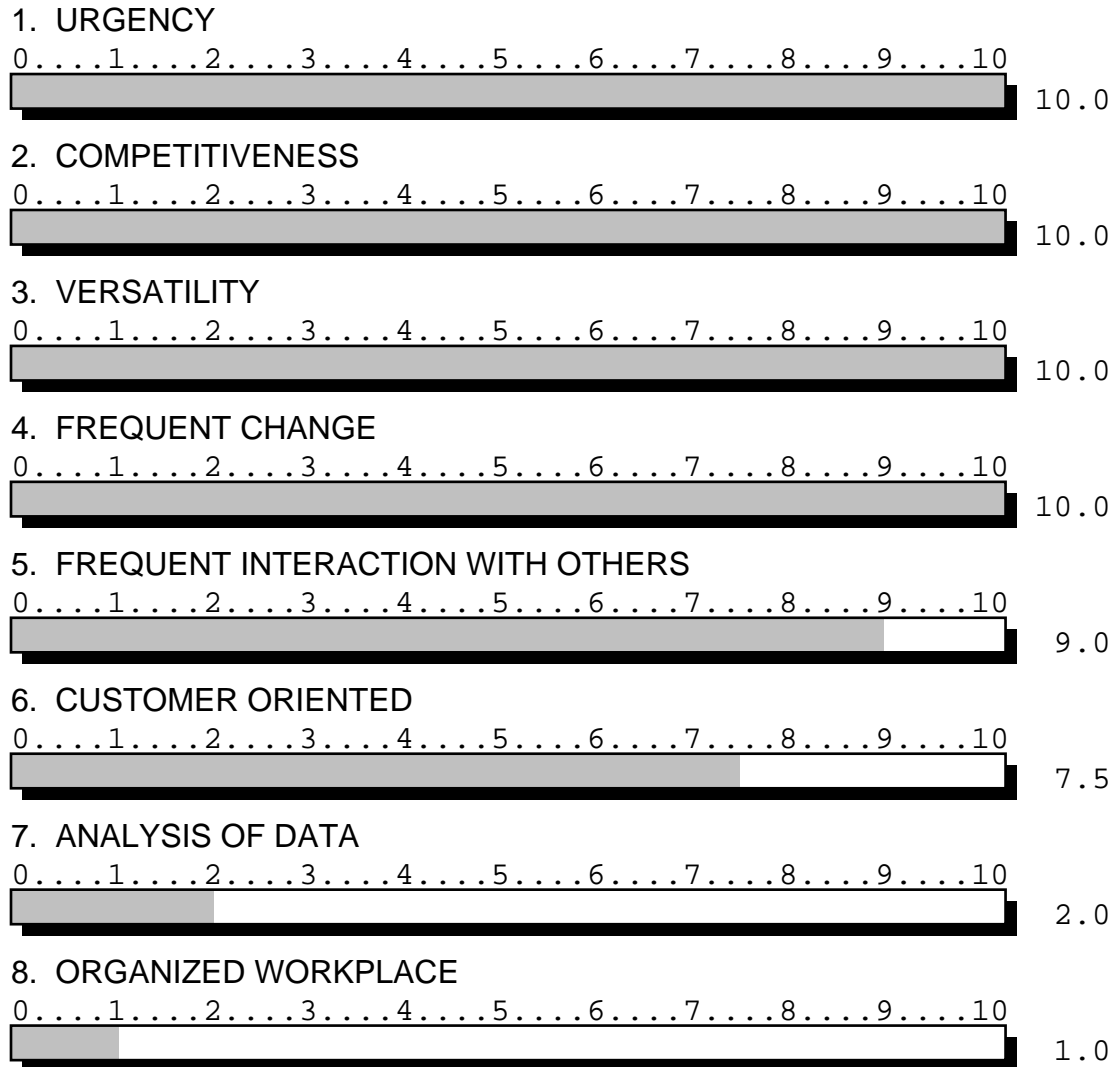 1. URGENCY
0....1....2....3....4....5....6....7....8....9....10
10.0
2. COMPETITIVENESS
0....1....2....3....4....5....6....7....8....9....10
10.0
3. VERSATILITY
0....1....2....3....4....5....6....7....8....9....10
10.0
4. FREQUENT CHANGE
0....1....2....3....4....5....6....7....8....9....10
10.0
5. FREQUENT INTERACTION WITH OTHERS
0....1....2....3....4....5....6....7....8....9....10
9.0
6. CUSTOMER ORIENTED
0....1....2....3....4....5....6....7....8....9....10
7.5
7. ANALYSIS OF DATA
0....1....2....3....4....5....6....7....8....9....10
2.0
8. ORGANIZED WORKPLACE
0....1....2....3....4....5....6....7....8....9....10
1.0